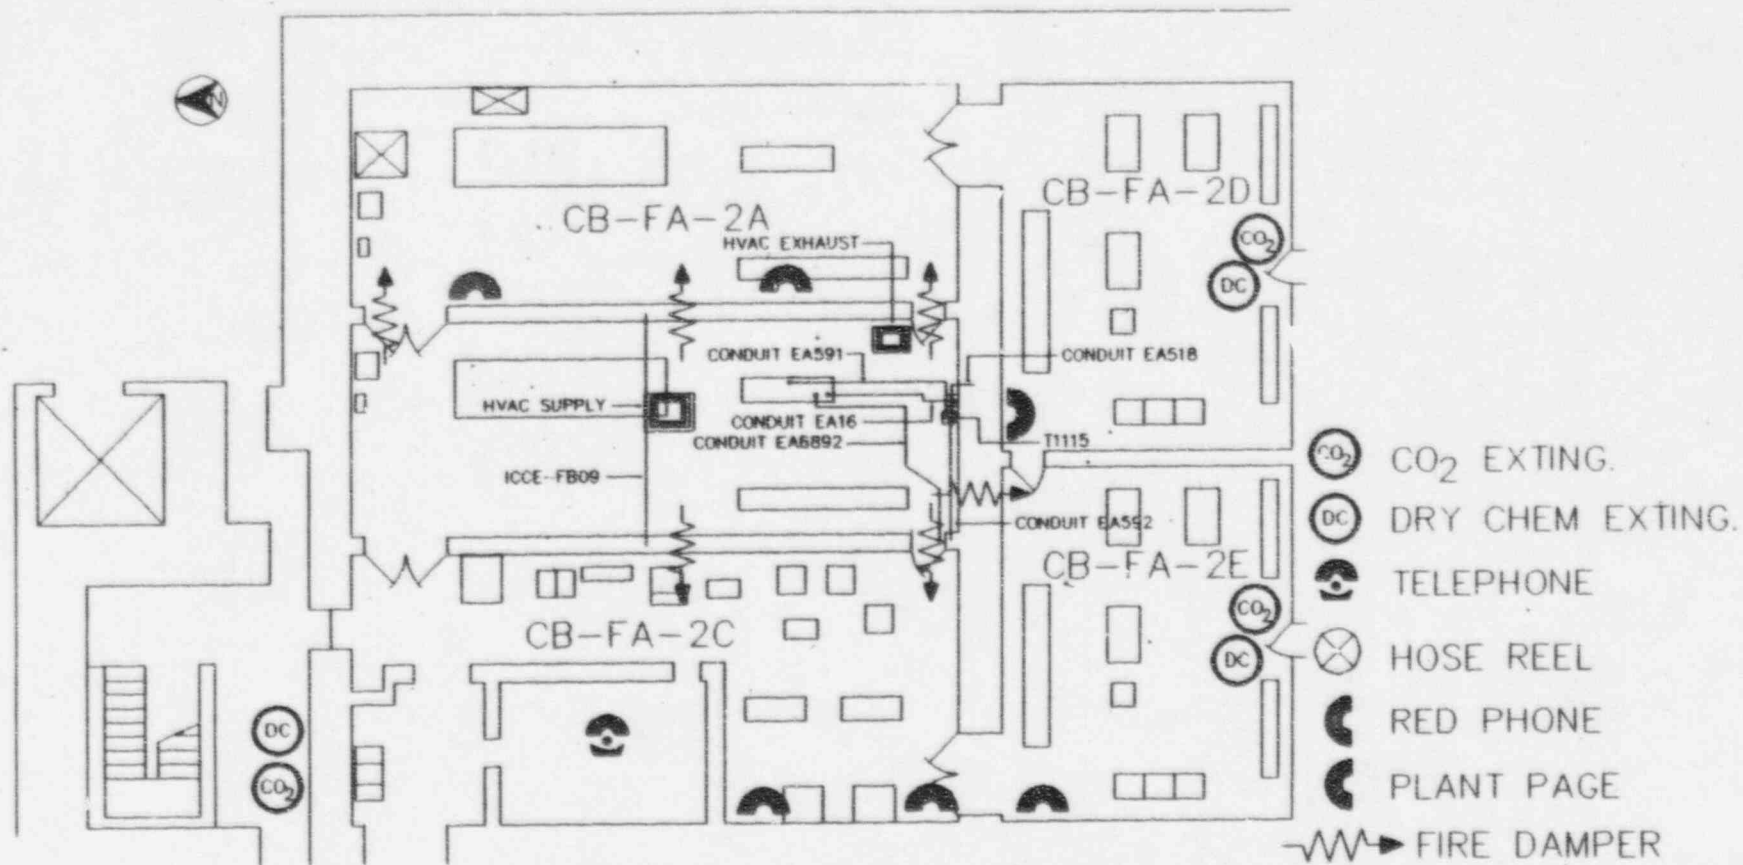 N
CB-FA-2A
CB-FA-2D
HVAC EXHAUST
CO2
DC
CONDUIT EA591
CONDUIT EA518
HVAC SUPPLY
CONDUIT EA16
CONDUIT EA6892
T1115
ICCE-FB09
CONDUIT EA592
CB-FA-2E
CB-FA-2C
CO2
DC
DC
CO2
CO2 CO2 EXTING.
DC DRY CHEM EXTING.
TELEPHONE
HOSE REEL
RED PHONE
PLANT PAGE
FIRE DAMPER